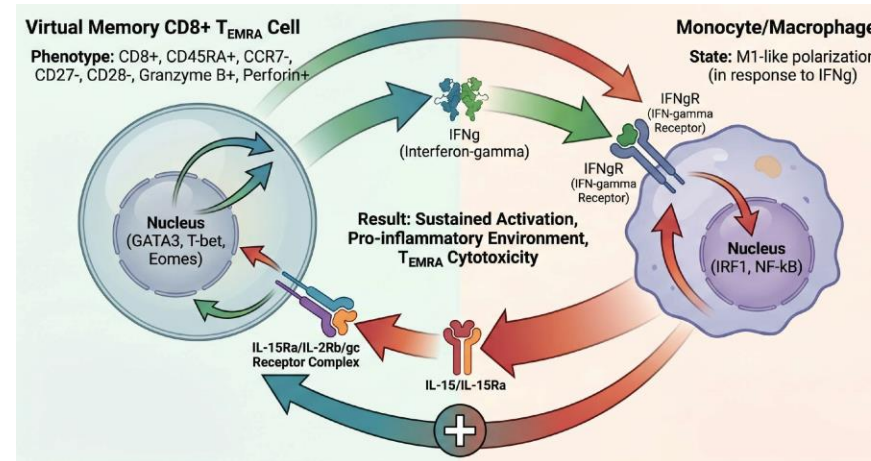 Virtual Memory CD8+ T_EMRA Cell
Phenotype: CD8+, CD45RA+, CCR7-,
CD27-, CD28-, Granzyme B+, Perforin+
Monocyte/Macrophage
State: M1-like polarization
(in response to IFNg)
IFNg
(Interferon-gamma)
IFNgR
(IFN-gamma
Receptor)
IFNgR
(IFN-gamma
Receptor)
Nucleus
(GATA3, T-bet,
Eomes)
Result: Sustained Activation,
Pro-inflammatory Environment,
T_EMRA Cytotoxicity
Nucleus
(IRF1, NF-kB)
IL-15Ra/IL-2Rb/gc
Receptor Complex
IL-15/IL-15Ra
+